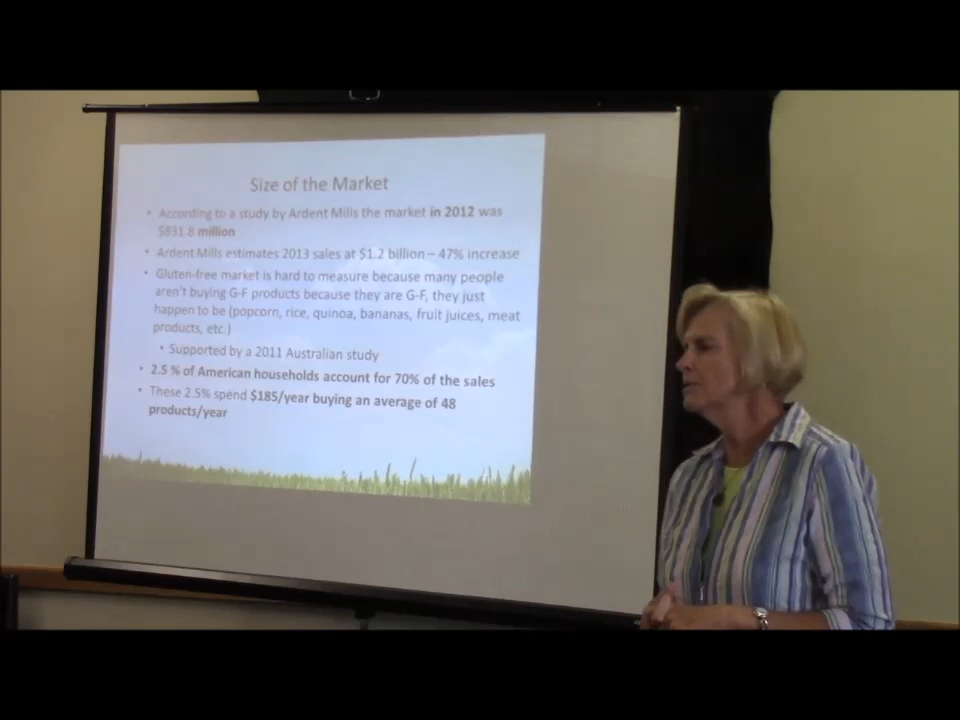 Size of the Market
• According to a study by Ardent Mills the market in 2012 was
$831.8 million
• Ardent Mills estimates 2013 sales at $1.2 billion – 47% increase
• Gluten-free market is hard to measure because many people
aren't buying G-F products because they are G-F, they just
happen to be (popcorn, rice, quinoa, bananas, fruit juices, meat
products, etc.)
• Supported by a 2011 Australian study
• 2.5 % of American households account for 70% of the sales
• These 2.5% spend $185/year buying an average of 48
products/year